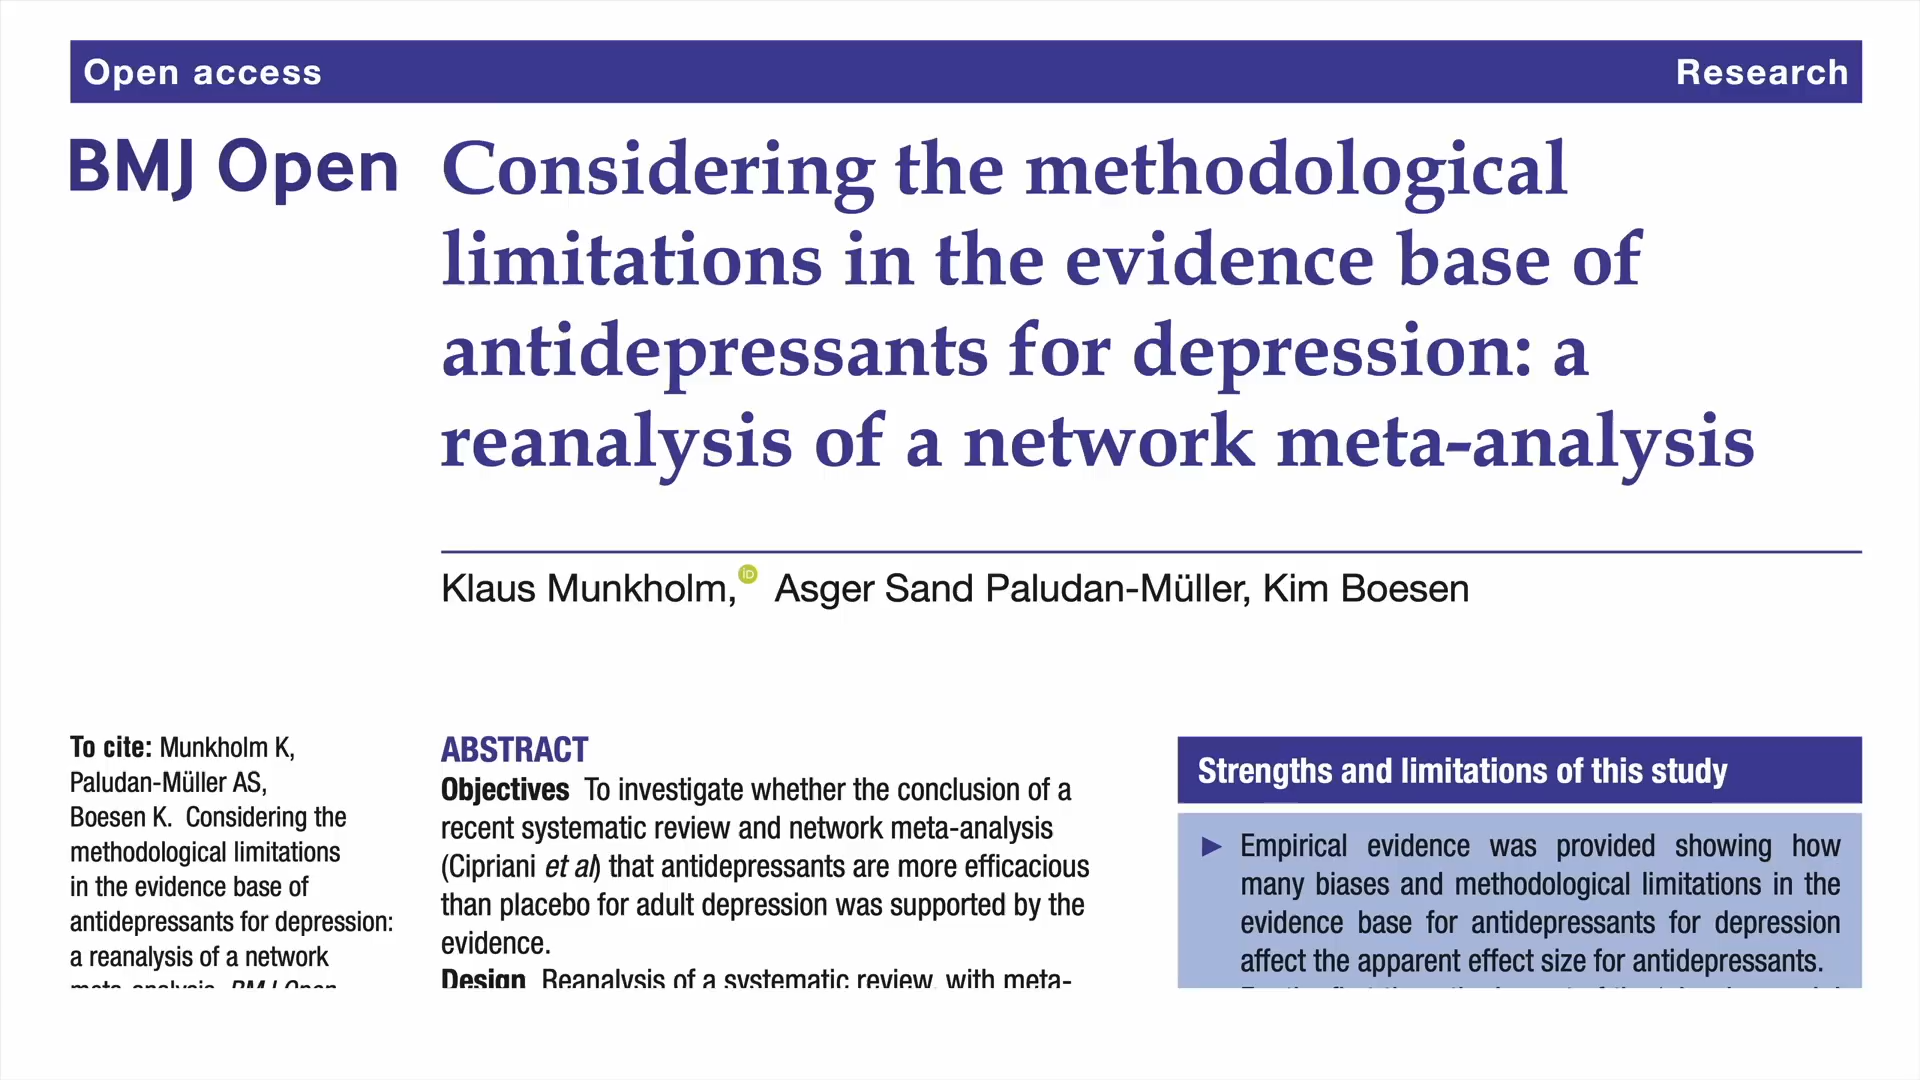 Open access
Research
BMJ Open
Considering the methodological
limitations in the evidence base of
antidepressants for depression: a
reanalysis of a network meta-analysis
Klaus Munkholm, Asger Sand Paludan-Müller, Kim Boesen
To cite: Munkholm K,
Paludan-Müller AS,
Boesen K. Considering the
methodological limitations
in the evidence base of
antidepressants for depression:
a reanalysis of a network
meta-analysis. BMJ Open
ABSTRACT
Objectives To investigate whether the conclusion of a
recent systematic review and network meta-analysis
(Cipriani et al) that antidepressants are more efficacious
than placebo for adult depression was supported by the
evidence.
Design Reanalysis of a systematic review, with meta-
Strengths and limitations of this study
► Empirical evidence was provided showing how
many biases and methodological limitations in the
evidence base for antidepressants for depression
affect the apparent effect size for antidepressants.